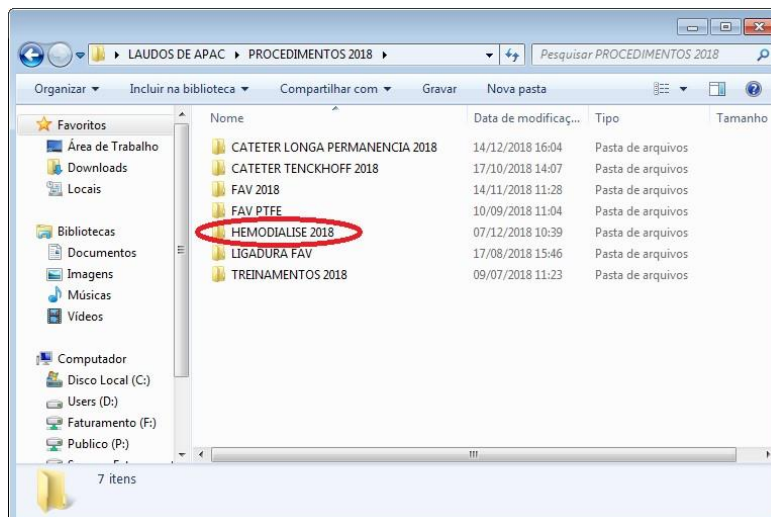 LAUDOS DE APAC ▸ PROCEDIMENTOS 2018 ▸
Pesquisar PROCEDIMENTOS 2018
Organizar Incluir na biblioteca Compartilhar com Gravar Nova pasta
Nome Data de modificaç... Tipo Tamanho
CATETER LONGA PERMANENCIA 2018 14/12/2018 16:04 Pasta de arquivos
CATETER TENCKHOFF 2018 17/10/2018 14:07 Pasta de arquivos
FAV 2018 14/11/2018 11:28 Pasta de arquivos
FAV PTFE 10/09/2018 11:04 Pasta de arquivos
HEMODIALISE 2018 07/12/2018 10:39 Pasta de arquivos
LIGADURA FAV 17/08/2018 15:46 Pasta de arquivos
TREINAMENTOS 2018 09/07/2018 11:23 Pasta de arquivos
Favoritos
Área de Trabalho
Downloads
Locais
Bibliotecas
Documentos
Imagens
Músicas
Vídeos
Computador
Disco Local (C:)
Users (D:)
Faturamento (F:)
Publico (P:)
7 itens